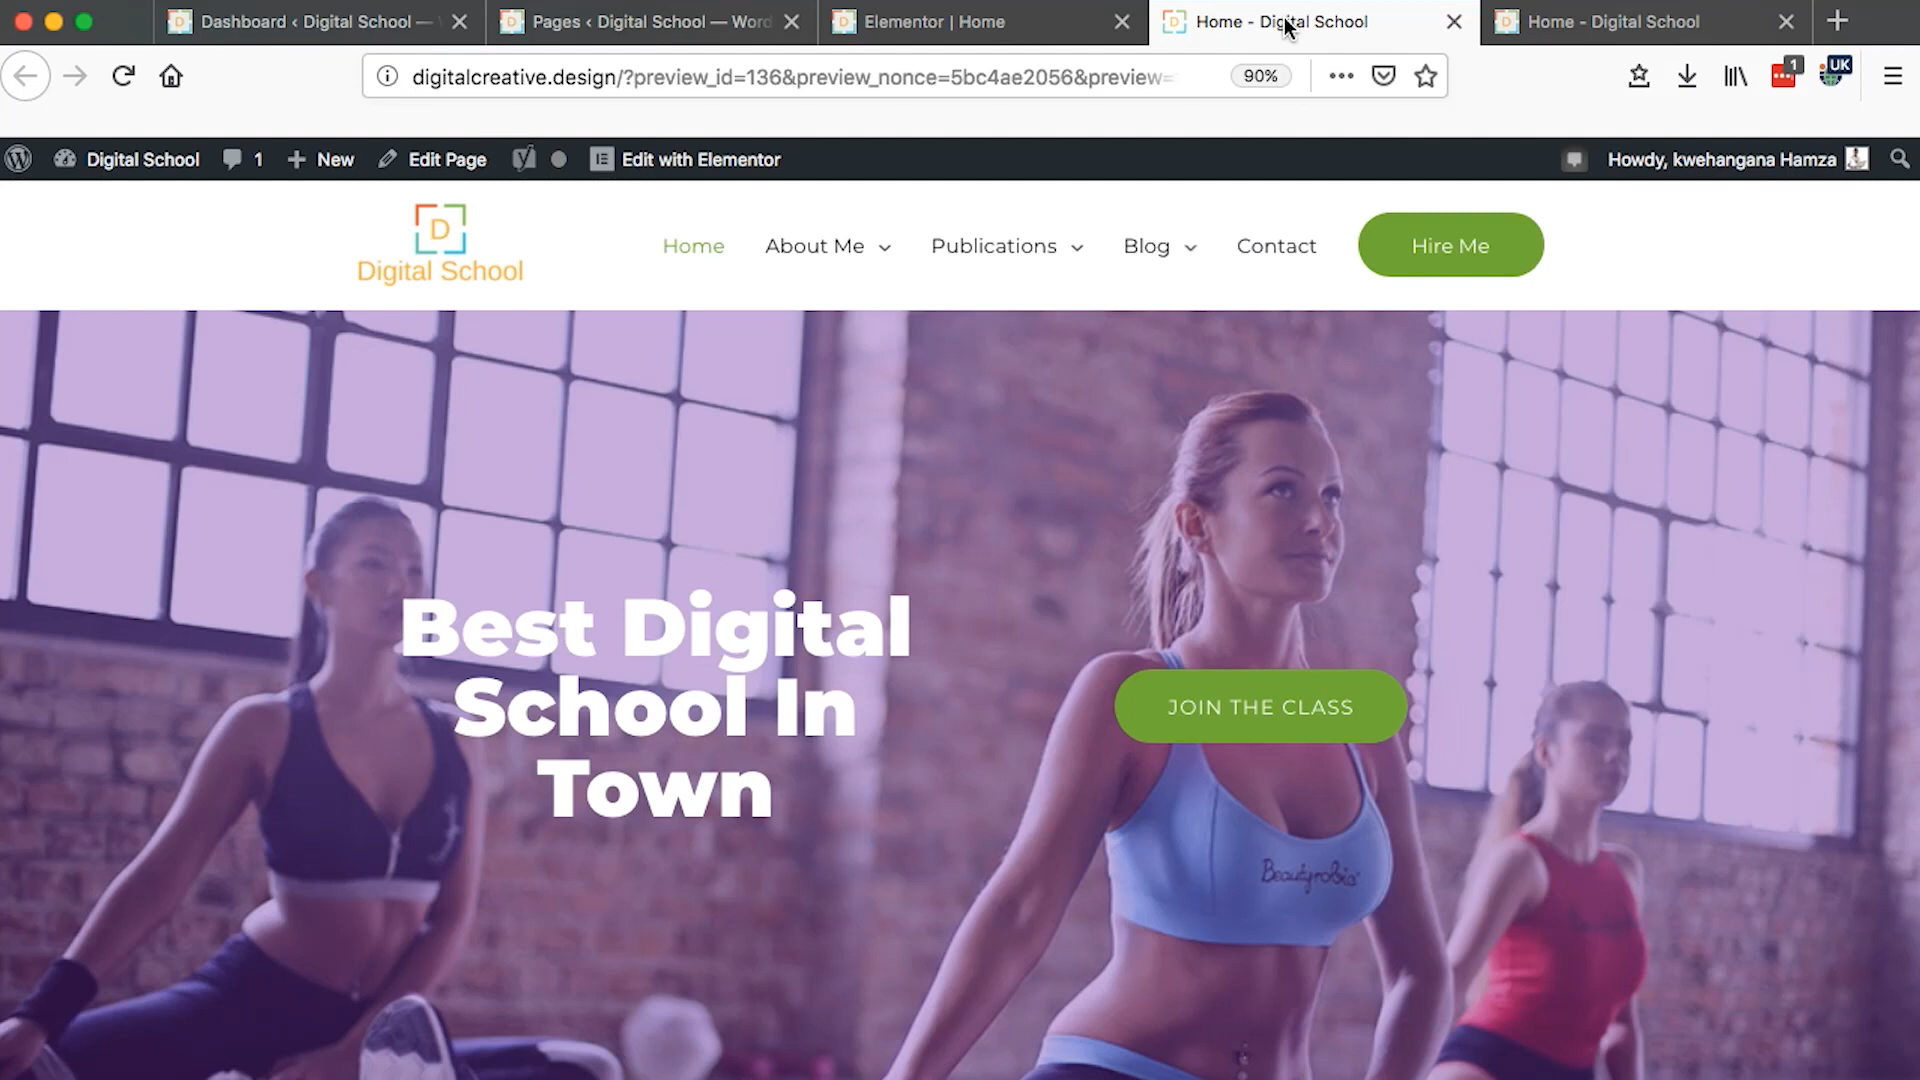 Dashboard ‹ Digital School —
Pages ‹ Digital School — Word
Elementor | Home
Home - Digital School
Home - Digital School
digitalcreative.design/?preview_id=136&preview_nonce=5bc4ae2056&preview=
90%
1
UK
Digital School
1
New
Edit Page
Edit with Elementor
Howdy, kwehangana Hamza
D
Digital School
Home
About Me
Publications
Blog
Contact
Hire Me
Best Digital
School In
Town
JOIN THE CLASS
Beautyrobic